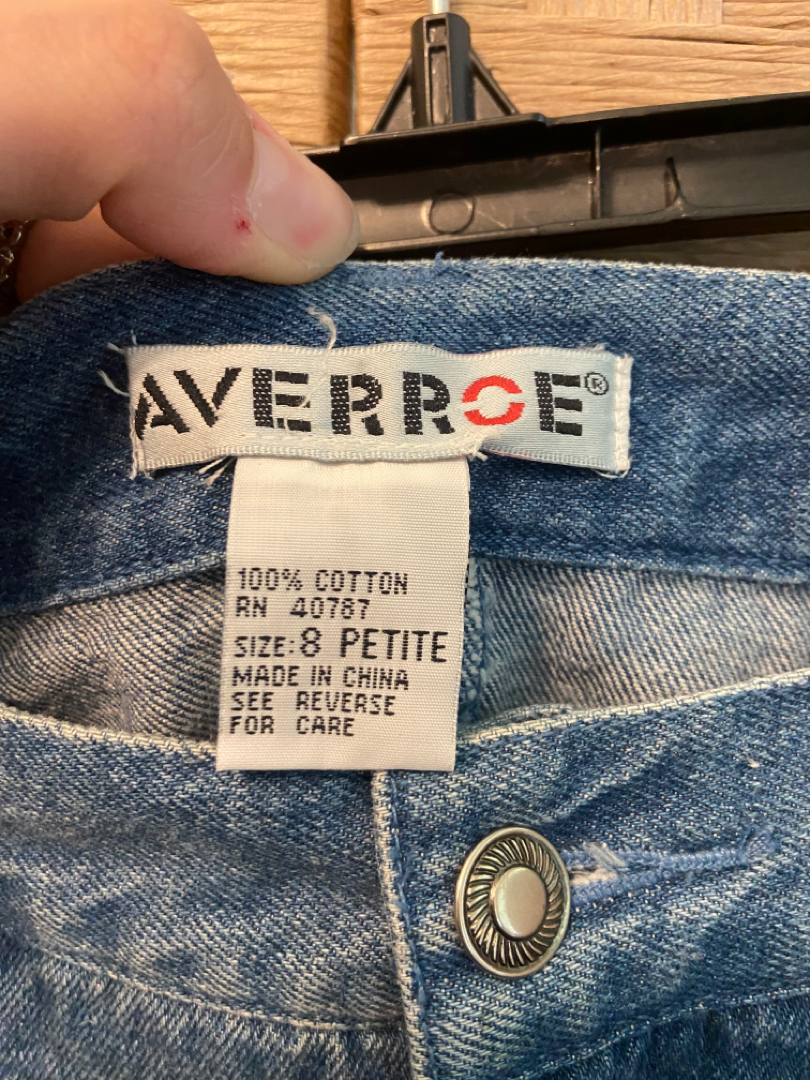 AVERROE®
100% COTTON
RN 40787
SIZE: 8 PETITE
MADE IN CHINA
SEE REVERSE
FOR CARE